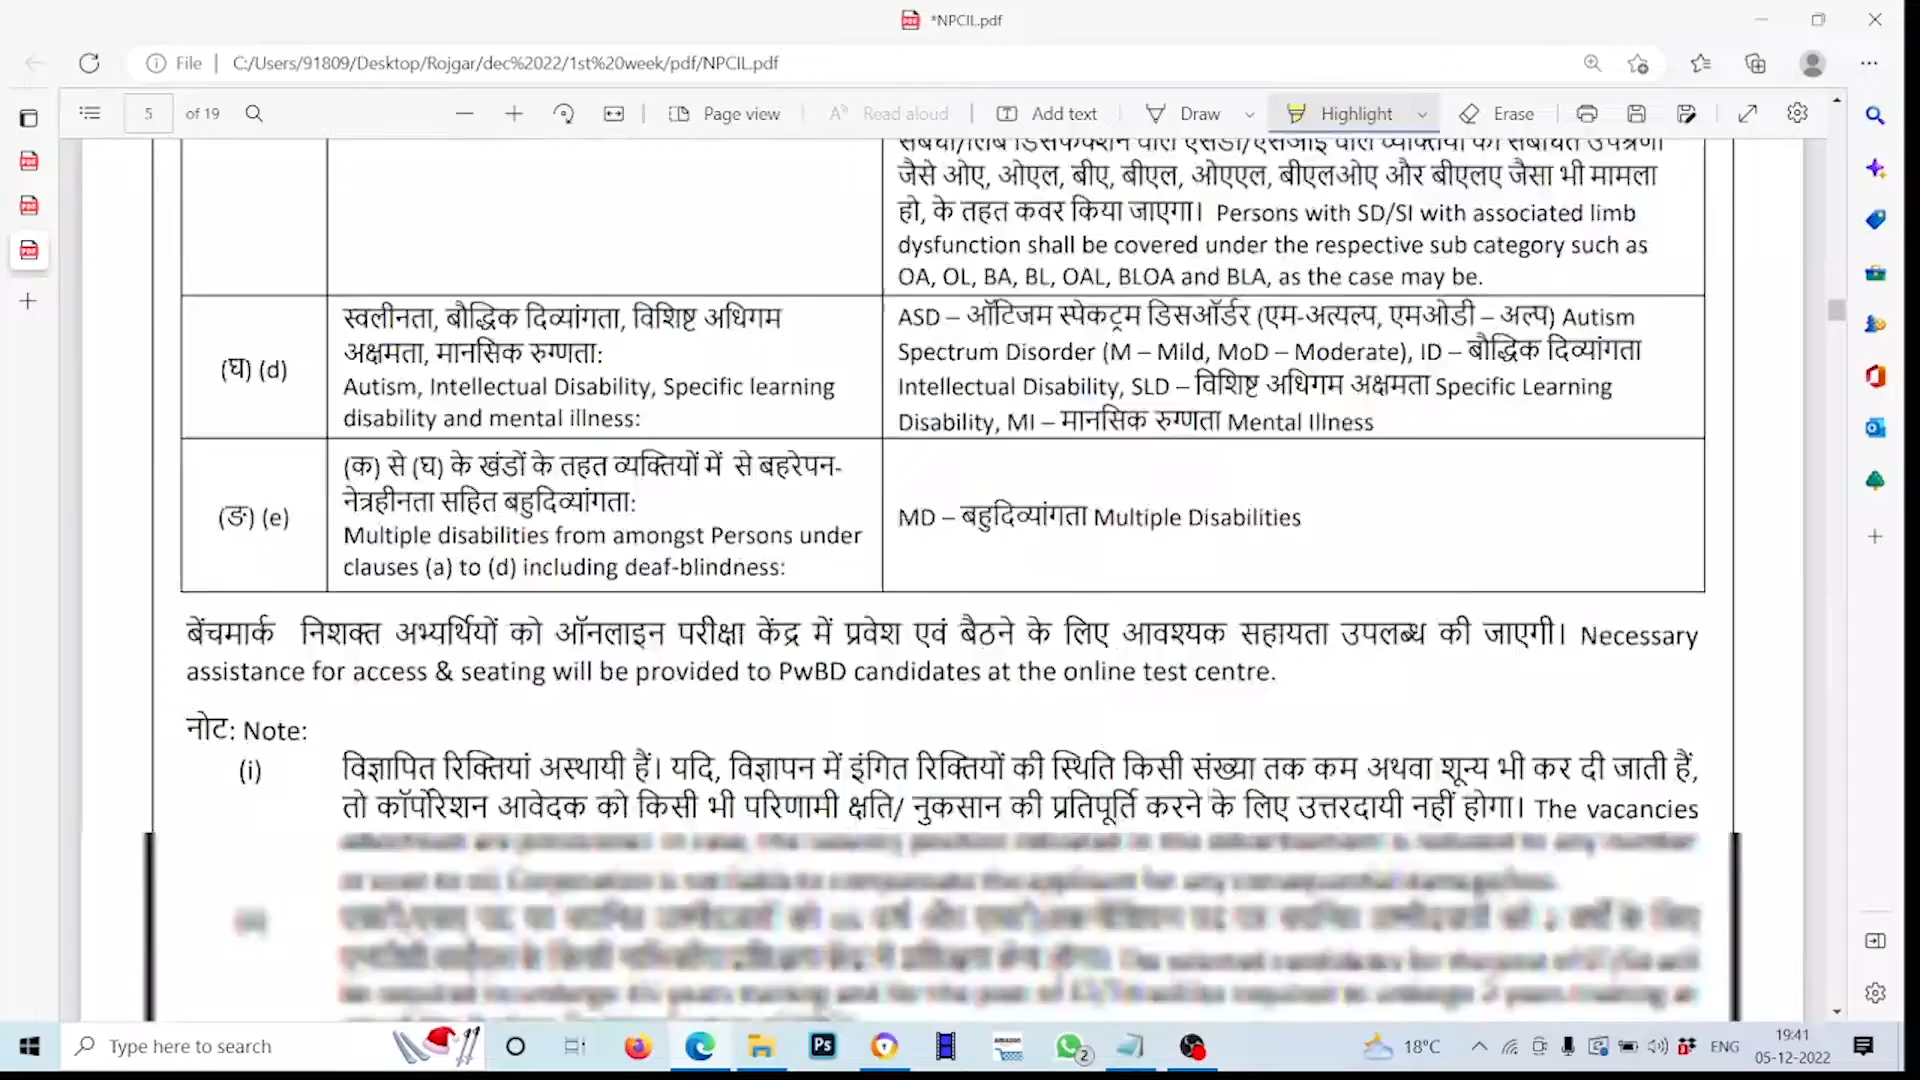 *NPCIL.pdf
File | C:/Users/91809/Desktop/Rojgar/dec%2022/1st%20week/pdf/NPCIL.pdf
5 of 19 Page view Read aloud Add text Draw Highlight Erase
जैसे ओए, ओएल, बीए, बीएल, ओएएल, बीएलओए और बीएलए जैसा भी मामला
हो, के तहत कवर किया जाएगा। Persons with SD/SI with associated limb
dysfunction shall be covered under the respective sub category such as
OA, OL, BA, BL, OAL, BLOA and BLA, as the case may be.
(घ) (d)
स्वलीनता, बौद्धिक दिव्यांगता, विशिष्ट अधिगम
अक्षमता, मानसिक रुग्णता:
Autism, Intellectual Disability, Specific learning
disability and mental illness:
ASD – ऑटिजम स्पेकट्रम डिसऑर्डर (एम-अत्यल्प, एमओडी – अल्प) Autism
Spectrum Disorder (M – Mild, MoD – Moderate), ID – बौद्धिक दिव्यांगता
Intellectual Disability, SLD – विशिष्ट अधिगम अक्षमता Specific Learning
Disability, MI – मानसिक रुग्णता Mental Illness
(ङ) (e)
(क) से (घ) के खंडों के तहत व्यक्तियों में से बहरेपन-
नेत्रहीनता सहित बहुदिव्यांगता:
Multiple disabilities from amongst Persons under
clauses (a) to (d) including deaf-blindness:
MD – बहुदिव्यांगता Multiple Disabilities
बेंचमार्क निशक्त अभ्यर्थियों को ऑनलाइन परीक्षा केंद्र में प्रवेश एवं बैठने के लिए आवश्यक सहायता उपलब्ध की जाएगी। Necessary
assistance for access & seating will be provided to PwBD candidates at the online test centre.
नोट: Note:
(i) विज्ञापित रिक्तियां अस्थायी हैं। यदि, विज्ञापन में इंगित रिक्तियों की स्थिति किसी संख्या तक कम अथवा शून्य भी कर दी जाती हैं,
तो कॉर्पोरेशन आवेदक को किसी भी परिणामी क्षति/ नुकसान की प्रतिपूर्ति करने के लिए उत्तरदायी नहीं होगा। The vacancies
Type here to search
18°C
ENG
19:41
05-12-2022